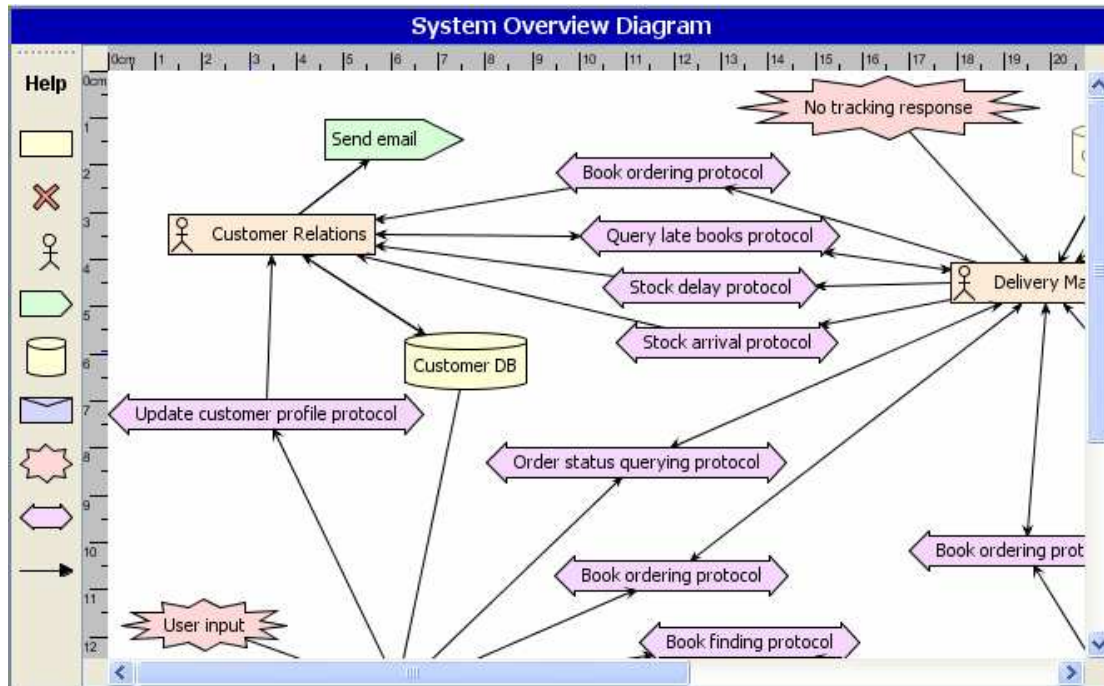 System Overview Diagram
0cm 1 2 3 4 5 6 7 8 9 10 11 12 13 14 15 16 17 18 19 20
Help
0cm
1
2
3
4
5
6
7
8
9
10
11
12
No tracking response
Send email
Book ordering protocol
Customer Relations
Query late books protocol
Stock delay protocol
Delivery Ma
Stock arrival protocol
Customer DB
Update customer profile protocol
Order status querying protocol
Book ordering prot
Book ordering protocol
User input
Book finding protocol